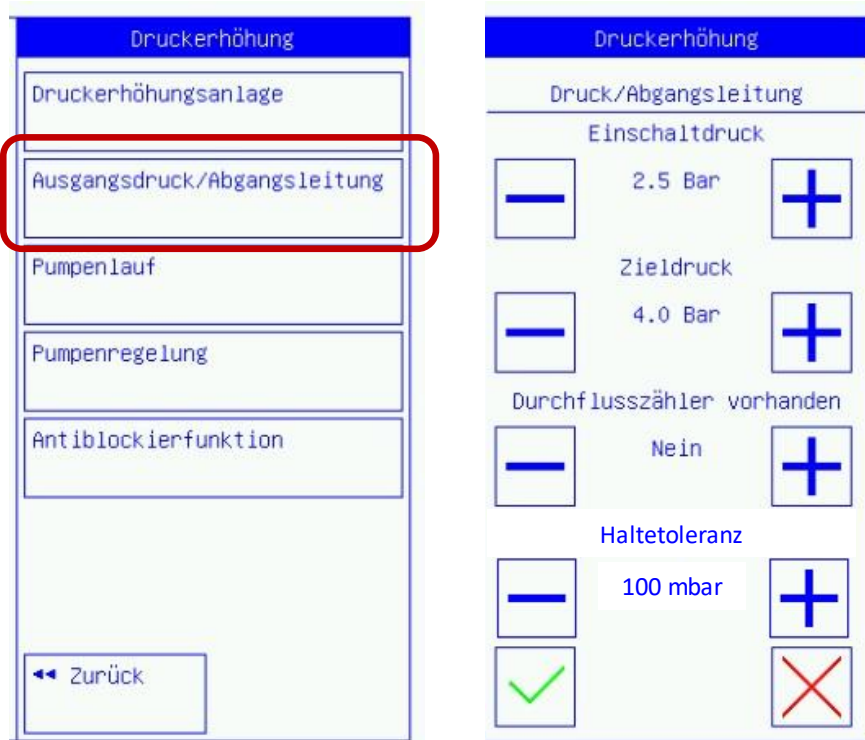 Druckerhöhung
Druckerhöhungsanlage
Ausgangsdruck/Abgangsleitung
Pumpenlauf
Pumpenregelung
Antiblockierfunktion
Zurück
Druckerhöhung
Druck/Abgangsleitung
Einschaltdruck
2.5 Bar
Zieldruck
4.0 Bar
Durchflusszähler vorhanden
Nein
Haltetoleranz
100 mbar